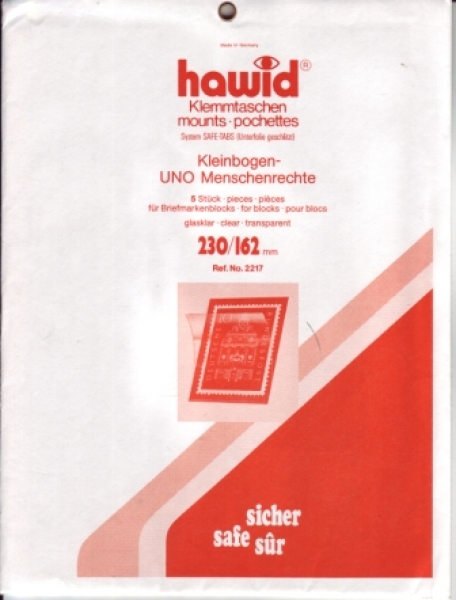 Made in Germany
hawid®
Klemmtaschen
mounts · pochettes
System SAFE-TABS (Unterfolie geschlitzt)
Kleinbogen-
UNO Menschenrechte
5 Stück · pieces · pièces
für Briefmarkenblocks · for blocks · pour blocs
glasklar · clear · transparent
230/162 mm
Ref. No. 2217
sicher
safe sûr